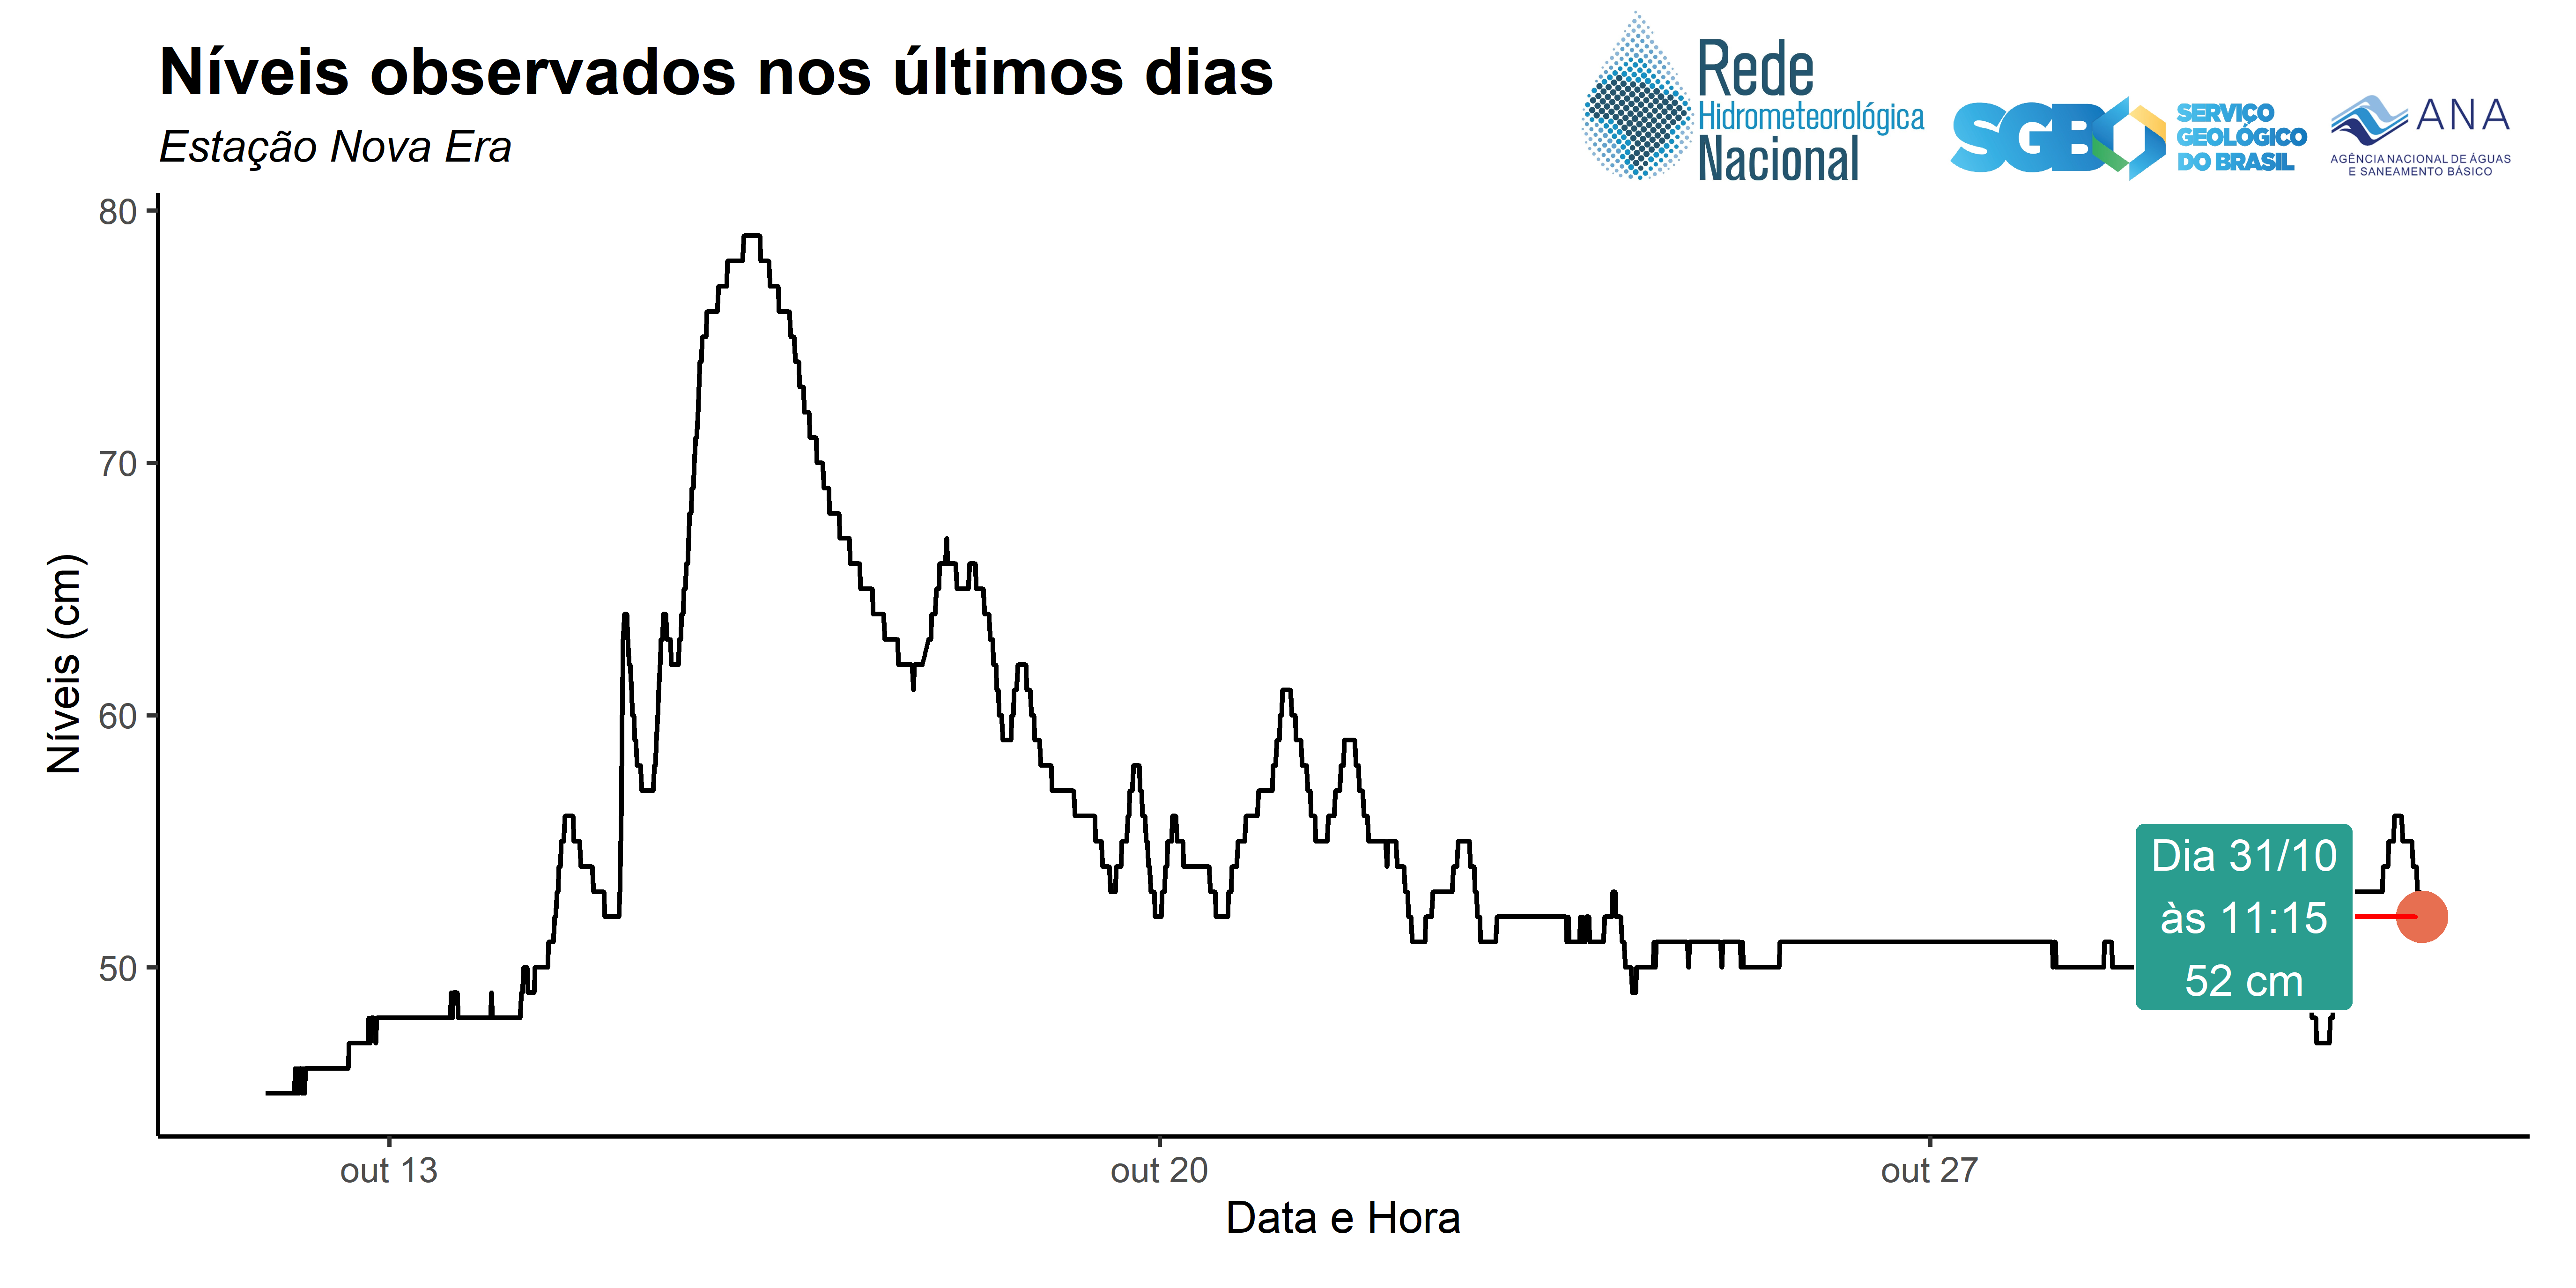 Níveis observados nos últimos dias
Estação Nova Era
Rede
Hidrometeorológica
Nacional
SGB
SERVIÇO
GEOLÓGICO
DO BRASIL
ANA
AGÊNCIA NACIONAL DE ÁGUAS
E SANEAMENTO BÁSICO
80
70
60
50
Níveis (cm)
Dia 31/10
às 11:15
52 cm
out 13
out 20
out 27
Data e Hora